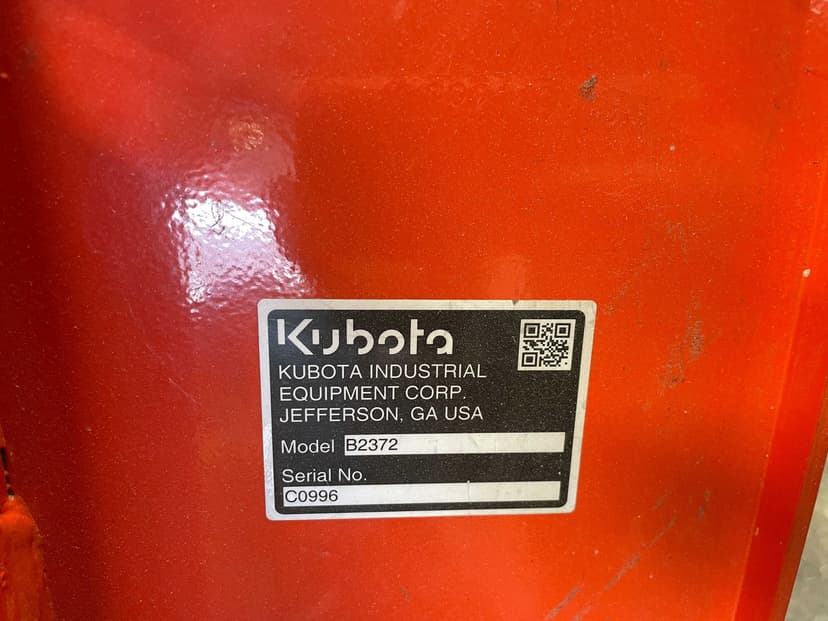 Kubota
KUBOTA INDUSTRIAL
EQUIPMENT CORP.
JEFFERSON, GA USA
Model B2372
Serial No.
C0996